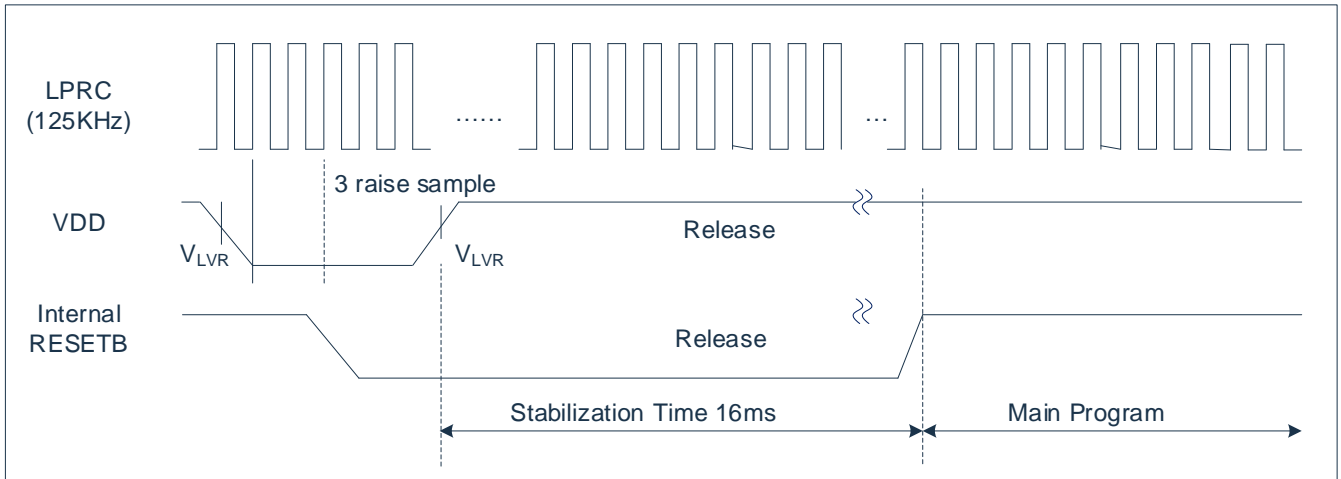 LPRC
(125KHz)
......
...
3 raise sample
VDD
VLVR
VLVR
Release
Internal
RESETB
Release
Stabilization Time 16ms
Main Program